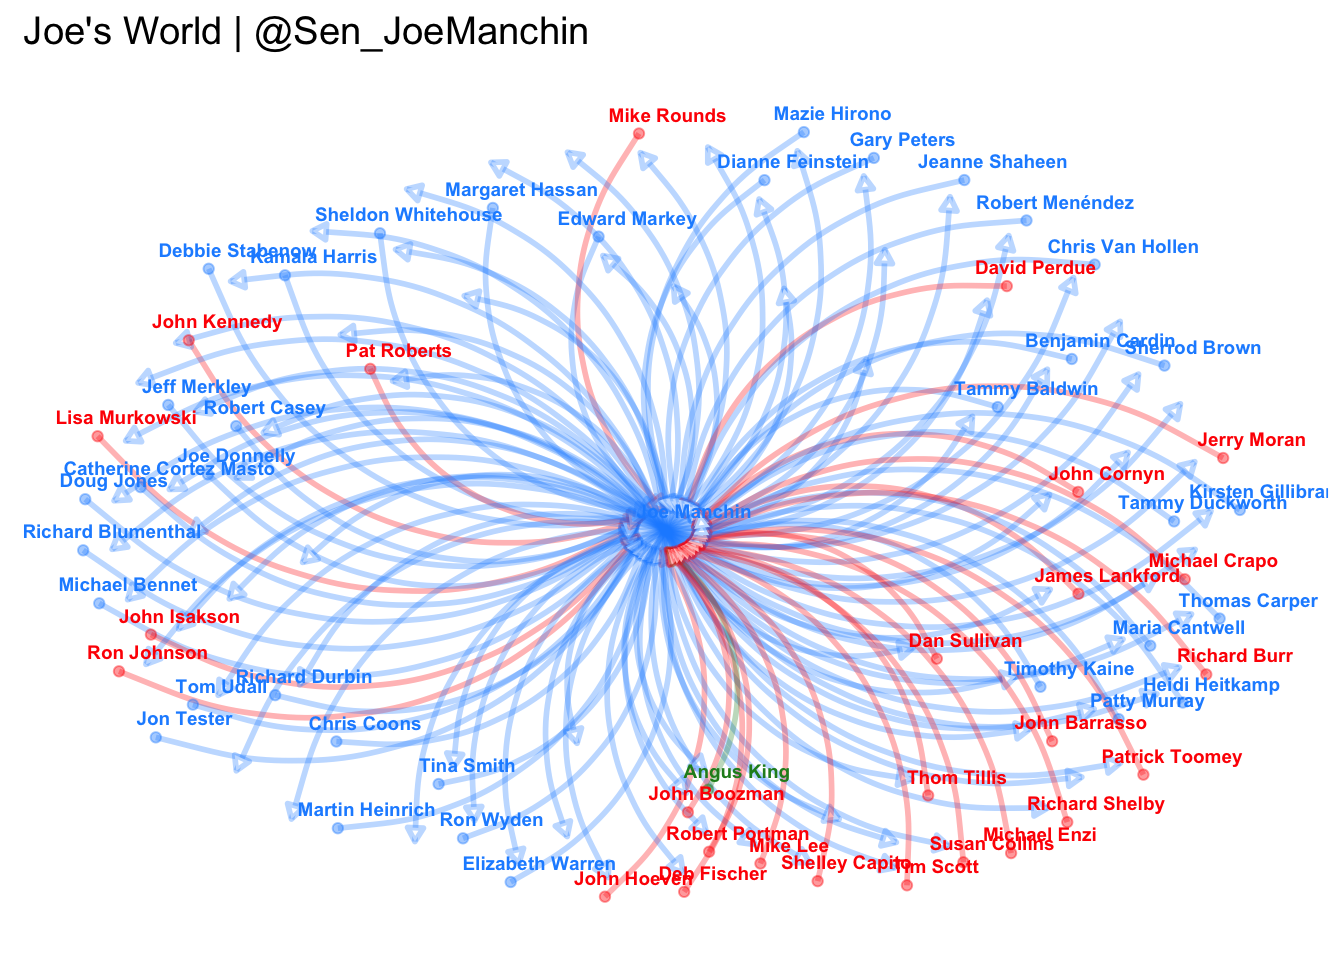 Joe's World | @Sen_JoeManchin
Mazie Hirono
Mike Rounds
Gary Peters
Dianne Feinstein
Jeanne Shaheen
Margaret Hassan
Robert Menéndez
Sheldon Whitehouse
Edward Markey
Chris Van Hollen
Debbie Stabenow
Kamala Harris
David Perdue
John Kennedy
Benjamin Cardin
Sherrod Brown
Pat Roberts
Jeff Merkley
Tammy Baldwin
Robert Casey
Lisa Murkowski
Jerry Moran
Joe Donnelly
Catherine Cortez Masto
John Cornyn
Doug Jones
Kirsten Gillibran
Tammy Duckworth
Joe Manchin
Richard Blumenthal
Michael Crapo
James Lankford
Michael Bennet
Thomas Carper
John Isakson
Maria Cantwell
Dan Sullivan
Ron Johnson
Richard Burr
Timothy Kaine
Richard Durbin
Heidi Heitkamp
Tom Udall
Patty Murray
Jon Tester
Chris Coons
John Barrasso
Patrick Toomey
Tina Smith
Angus King
Thom Tillis
John Boozman
Richard Shelby
Martin Heinrich
Ron Wyden
Robert Portman
Michael Enzi
Mike Lee
Susan Collins
Elizabeth Warren
Shelley Capito
Tim Scott
Deb Fischer
John Hoeven